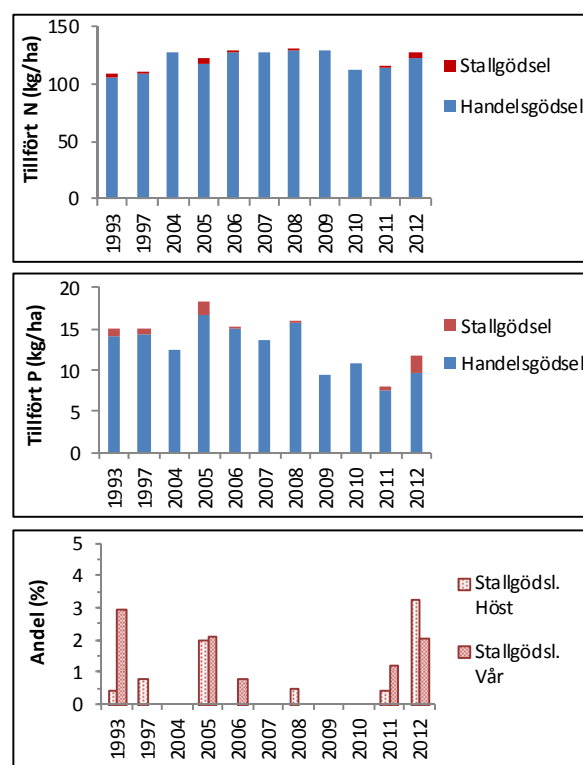 Tillfört N (kg/ha)
150
100
50
0
1993 1997 2004 2005 2006 2007 2008 2009 2010 2011 2012
Stallgödsel
Handelsgödsel
Tillfört P (kg/ha)
20
15
10
5
0
1993 1997 2004 2005 2006 2007 2008 2009 2010 2011 2012
Stallgödsel
Handelsgödsel
Andel (%)
5
4
3
2
1
0
1993 1997 2004 2005 2006 2007 2008 2009 2010 2011 2012
Stallgödsl.
Höst
Stallgödsl.
Vår